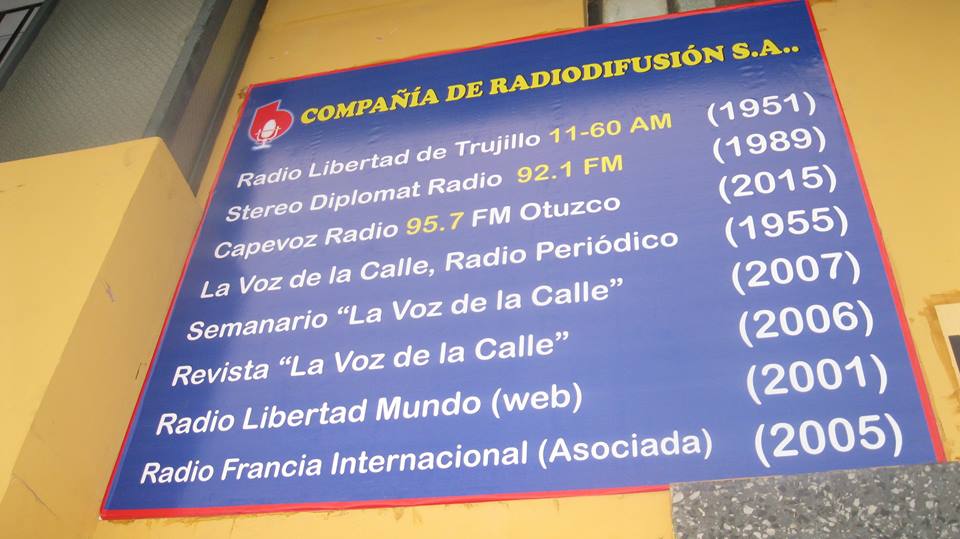 COMPAÑÍA DE RADIODIFUSIÓN S.A..
Radio Libertad de Trujillo 11-60 AM (1951)
Stereo Diplomat Radio 92.1 FM (1989)
Capevoz Radio 95.7 FM Otuzco (2015)
La Voz de la Calle, Radio Periódico (1955)
Semanario “La Voz de la Calle” (2007)
Revista “La Voz de la Calle” (2006)
Radio Libertad Mundo (web) (2001)
Radio Francia Internacional (Asociada) (2005)